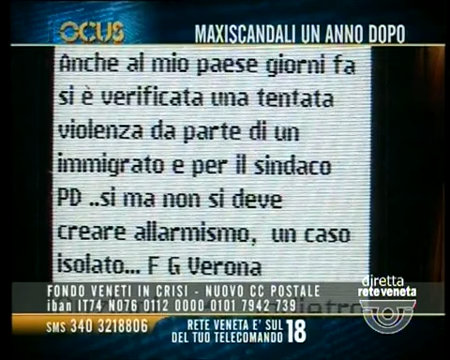 OCUS
MAXISCANDALI UN ANNO DOPO
Anche al mio paese giorni fa
si è verificata una tentata
violenza da parte di un
immigrato e per il sindaco
PD ..si ma non si deve
creare allarmismo, un caso
isolato... F G Verona
FONDO VENETI IN CRISI - NUOVO CC POSTALE
iban IT74 N076 0112 0000 0101 7942 739
diretta
reteveneta
SMS 340 3218806
RETE VENETA E' SUL
DEL TUO TELECOMANDO 18